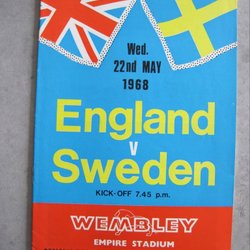 Wed.
22nd MAY
1968
England
v
Sweden
KICK-OFF 7.45 p.m.
WEMBLEY
EMPIRE STADIUM